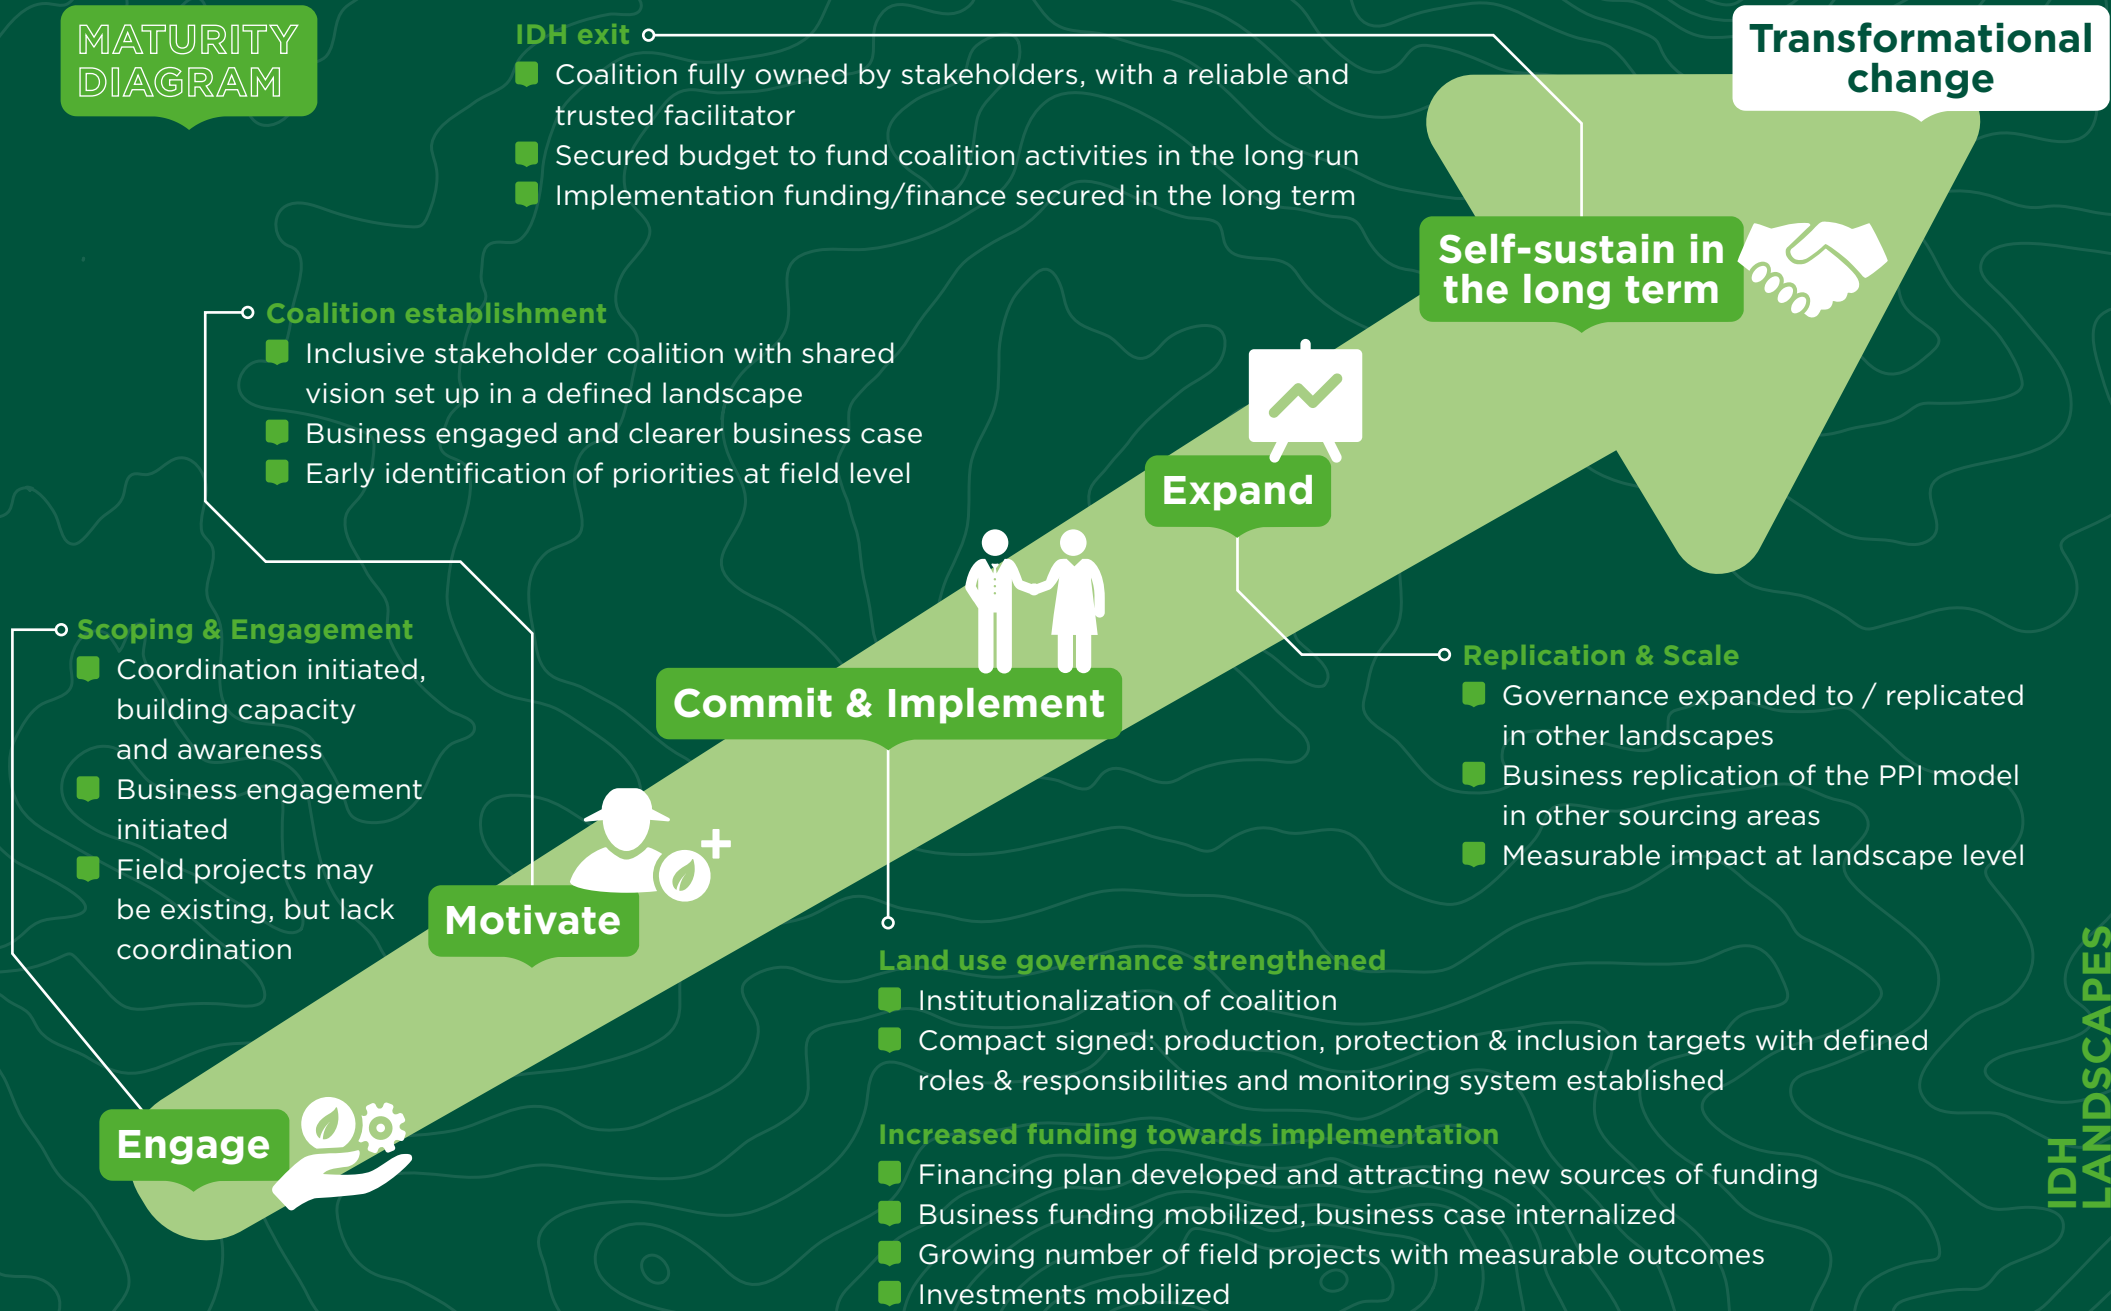 MATURITY
DIAGRAM
IDH exit
Coalition fully owned by stakeholders, with a reliable and
trusted facilitator
Secured budget to fund coalition activities in the long run
Implementation funding/finance secured in the long term
Transformational
change
Self-sustain in
the long term
Coalition establishment
Inclusive stakeholder coalition with shared
vision set up in a defined landscape
Business engaged and clearer business case
Early identification of priorities at field level
Expand
Scoping & Engagement
Coordination initiated,
building capacity
and awareness
Business engagement
initiated
Field projects may
be existing, but lack
coordination
Commit & Implement
Replication & Scale
Governance expanded to / replicated
in other landscapes
Business replication of the PPI model
in other sourcing areas
Measurable impact at landscape level
Motivate
Land use governance strengthened
Institutionalization of coalition
Compact signed: production, protection & inclusion targets with defined
roles & responsibilities and monitoring system established
Increased funding towards implementation
Financing plan developed and attracting new sources of funding
Business funding mobilized, business case internalized
Growing number of field projects with measurable outcomes
Investments mobilized
Engage
IDH
LANDSCAPES